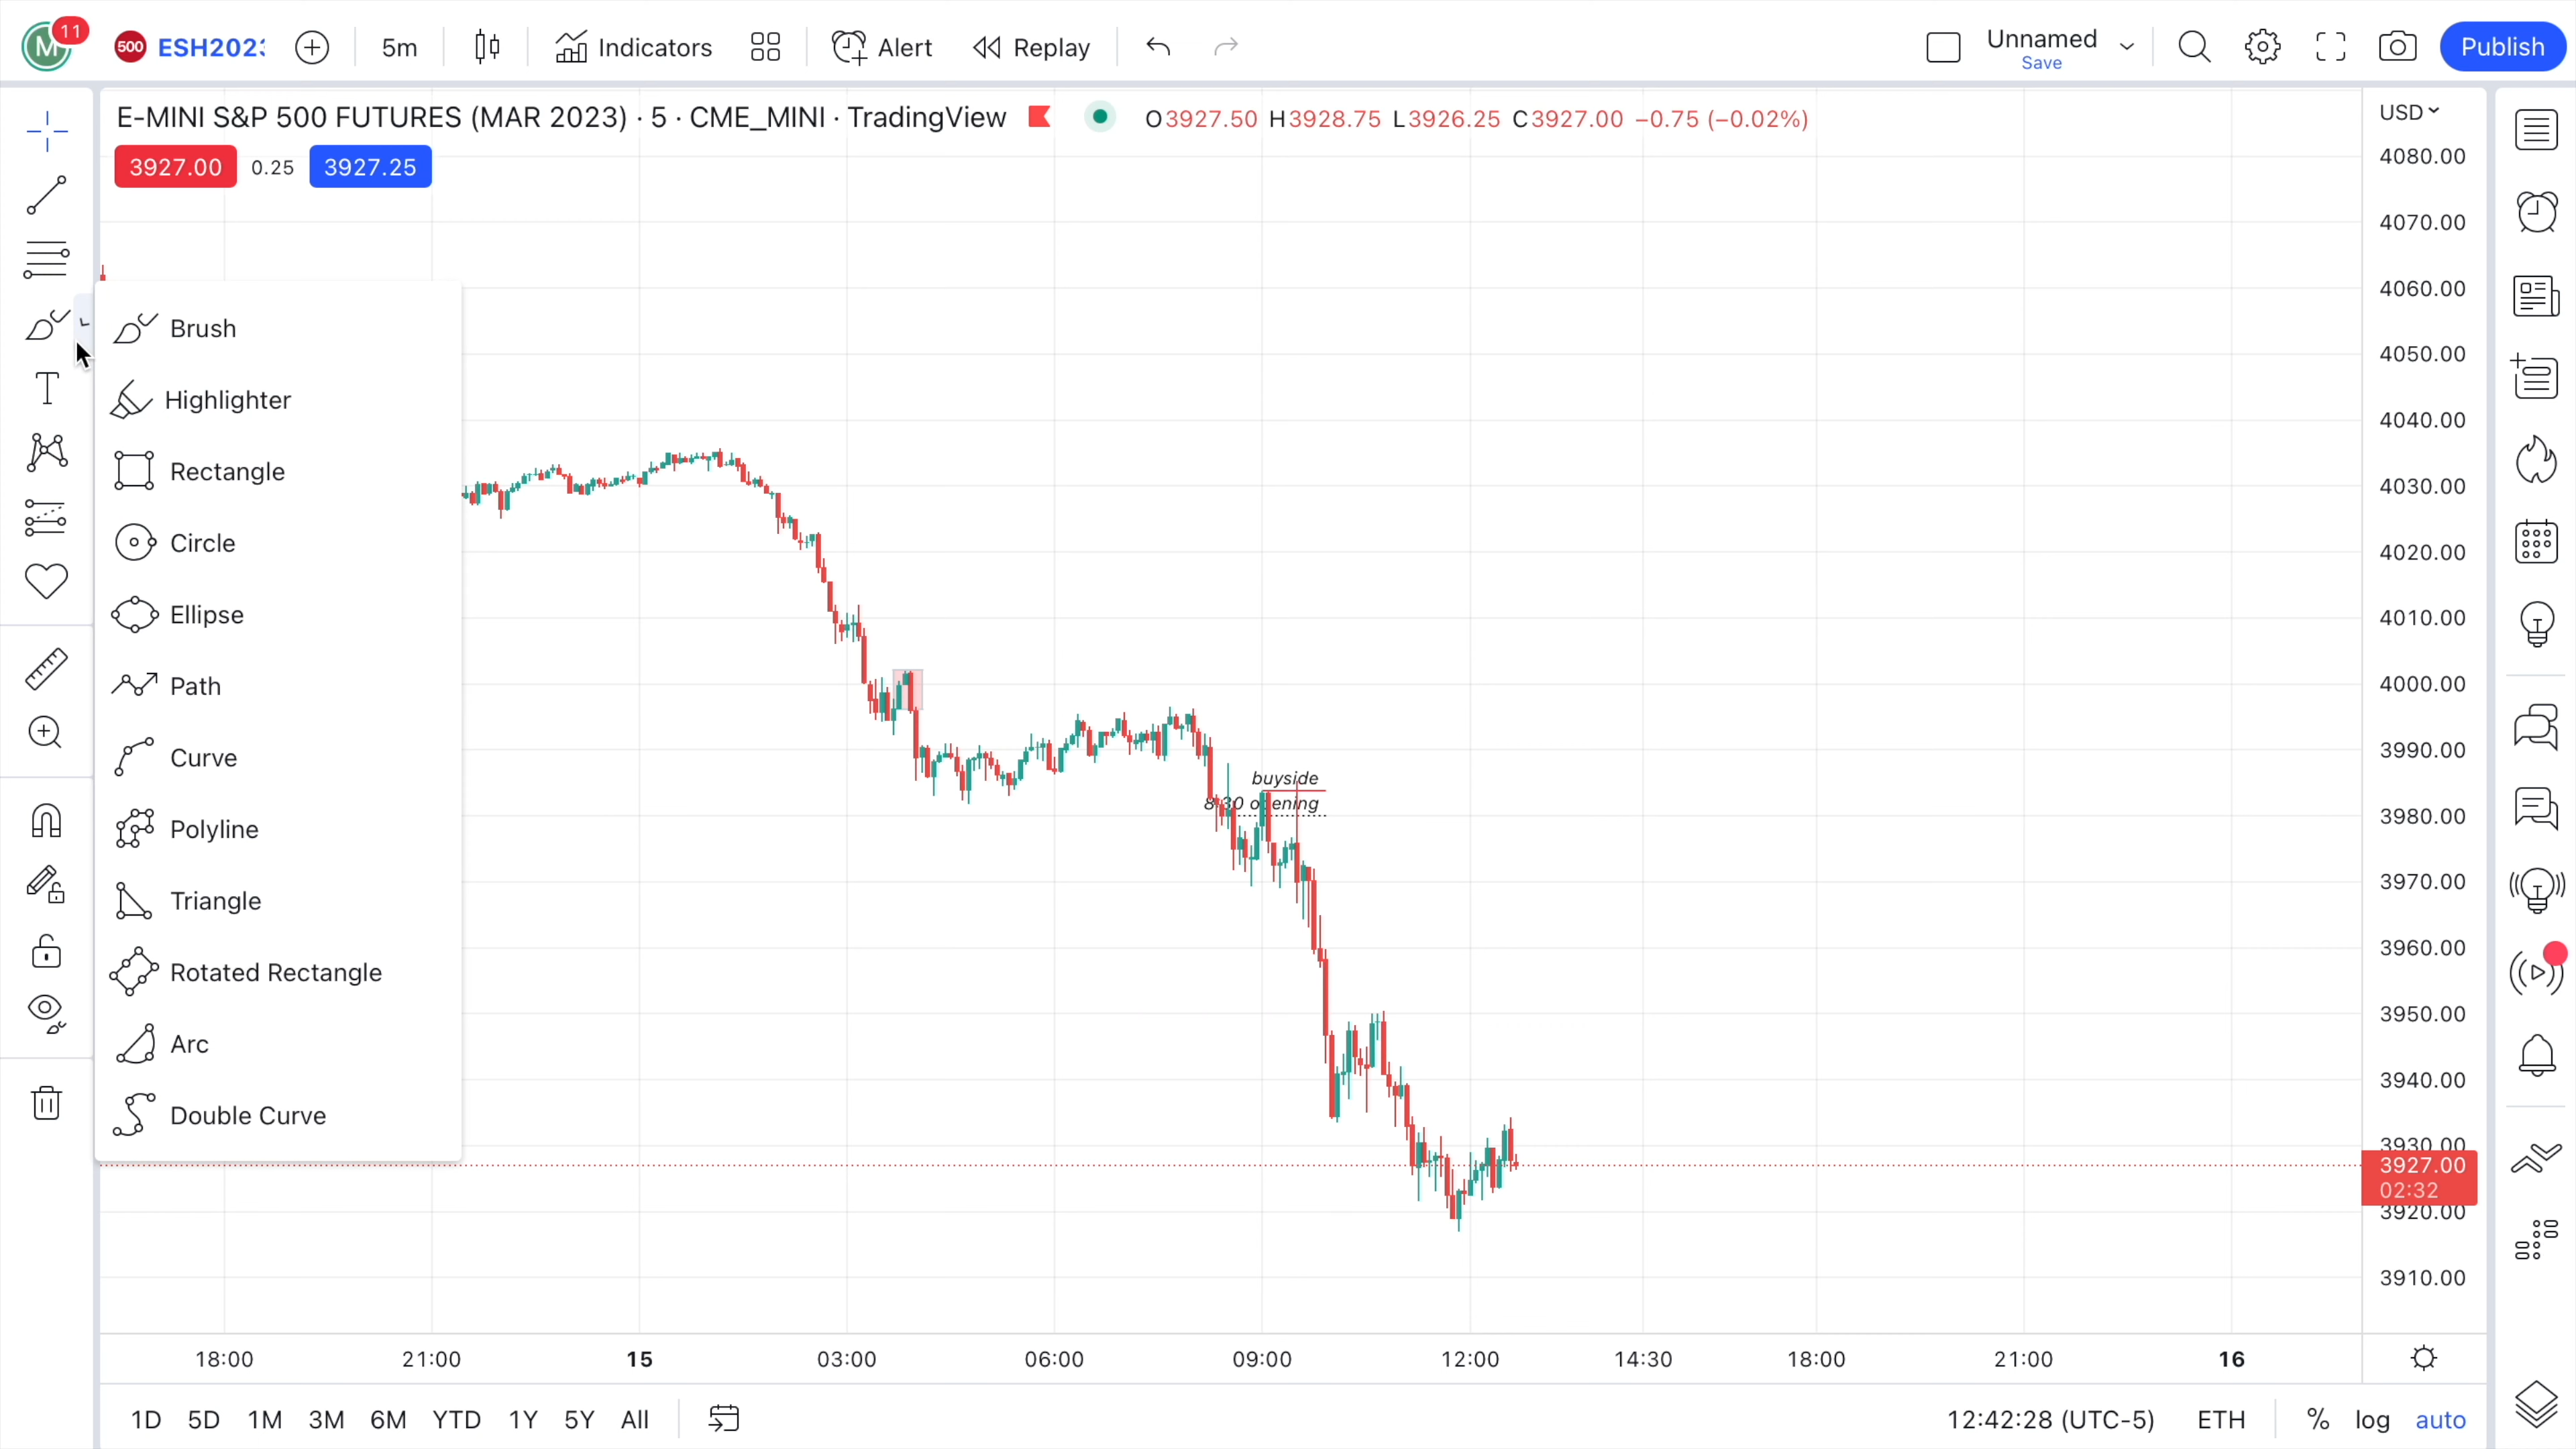 M 11 500 ESH2023 5m Indicators Alert Replay Unnamed Save Publish
E-MINI S&P 500 FUTURES (MAR 2023) · 5 · CME_MINI · TradingView O3927.50 H3928.75 L3926.25 C3927.00 −0.75 (−0.02%)
USD
3927.00 0.25 3927.25
4080.00
4070.00
4060.00
4050.00
4040.00
4030.00
4020.00
4010.00
4000.00
3990.00
3980.00
3970.00
3960.00
3950.00
3940.00
3930.00
3927.00
02:32
3920.00
3910.00
Brush
Highlighter
Rectangle
Circle
Ellipse
Path
Curve
Polyline
Triangle
Rotated Rectangle
Arc
Double Curve
buyside
8:30 opening
18:00 21:00 15 03:00 06:00 09:00 12:00 14:30 18:00 21:00 16
1D 5D 1M 3M 6M YTD 1Y 5Y All 12:42:28 (UTC-5) ETH % log auto